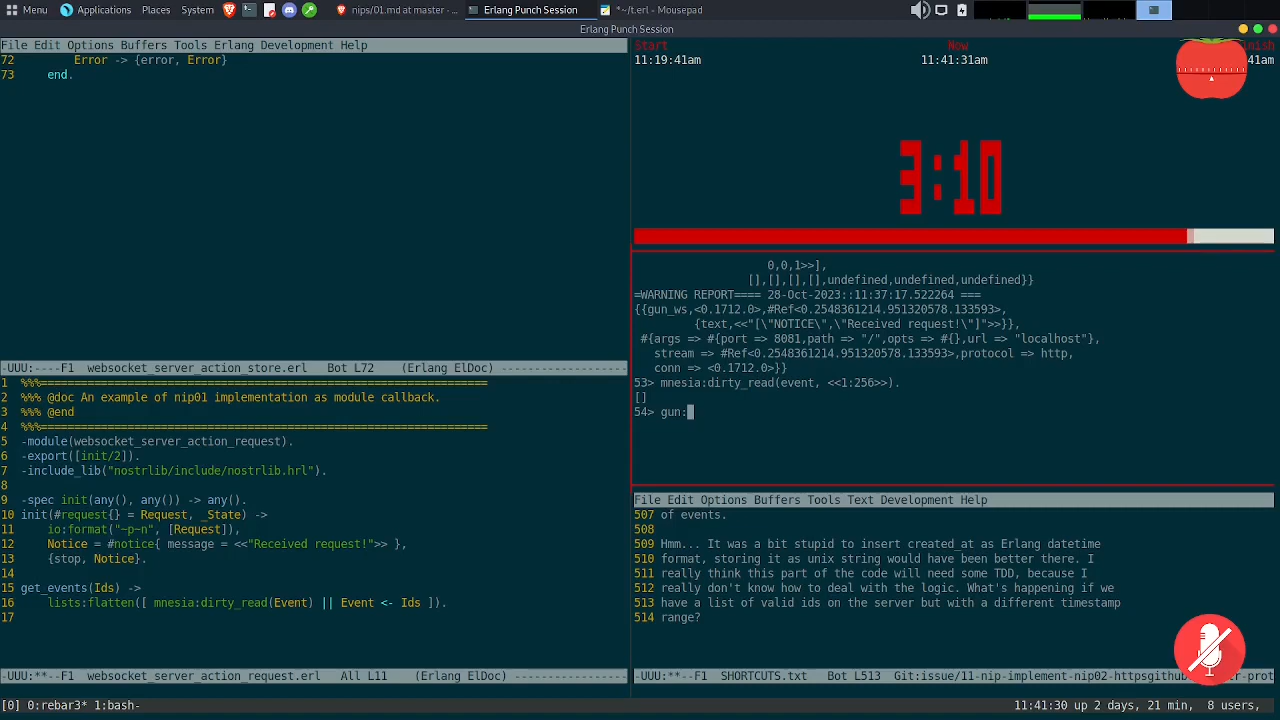 Menu Applications Places System nips/01.md at master - ... Erlang Punch Session *~/t.erl - Mousepad
Erlang Punch Session
File Edit Options Buffers Tools Erlang Development Help
72 Error -> {error, Error}
73 end.
-UUU:----F1 websocket_server_action_store.erl Bot L72 (Erlang ElDoc) -------------------
1 %%%===================================================================
2 %%% @doc An example of nip01 implementation as module callback.
3 %%% @end
4 %%%===================================================================
5 -module(websocket_server_action_request).
6 -export([init/2]).
7 -include_lib("nostrlib/include/nostrlib.hrl").
8
9 -spec init(any(), any()) -> any().
10 init(#request{} = Request, _State) ->
11 io:format("~p~n", [Request]),
12 Notice = #notice{ message = <<"Received request!">> },
13 {stop, Notice}.
14
15 get_events(Ids) ->
16 lists:flatten([ mnesia:dirty_read(Event) || Event <- Ids ]).
17
-UUU:**--F1 websocket_server_action_request.erl All L11 (Erlang ElDoc) -----------------
Start Now inish
11:19:41am 11:41:31am 41am
3:10
0,0,1>>],
[],[],[],[],undefined,undefined,undefined}}
=WARNING REPORT==== 28-Oct-2023::11:37:17.522264 ===
{{gun_ws,<0.1712.0>,#Ref<0.2548361214.951320578.133593>,
{text,<<"[\"NOTICE\",\"Received request!\"]">>}},
#{args => #{port => 8081,path => "/",opts => #{},url => "localhost"},
stream => #Ref<0.2548361214.951320578.133593>,protocol => http,
conn => <0.1712.0>}}
53> mnesia:dirty_read(event, <<1:256>>).
[]
54> gun:
File Edit Options Buffers Tools Text Development Help
507 of events.
508
509 Hmm... It was a bit stupid to insert created_at as Erlang datetime
510 format, storing it as unix string would have been better there. I
511 really think this part of the code will need some TDD, because I
512 really don't know how to deal with the logic. What's happening if we
513 have a list of valid ids on the server but with a different timestamp
514 range?
-UUU:**--F1 SHORTCUTS.txt Bot L513 Git:issue/11-nip-implement-nip02-httpsgithub r-prot
[0] 0:rebar3* 1:bash- 11:41:30 up 2 days, 21 min, 8 users,